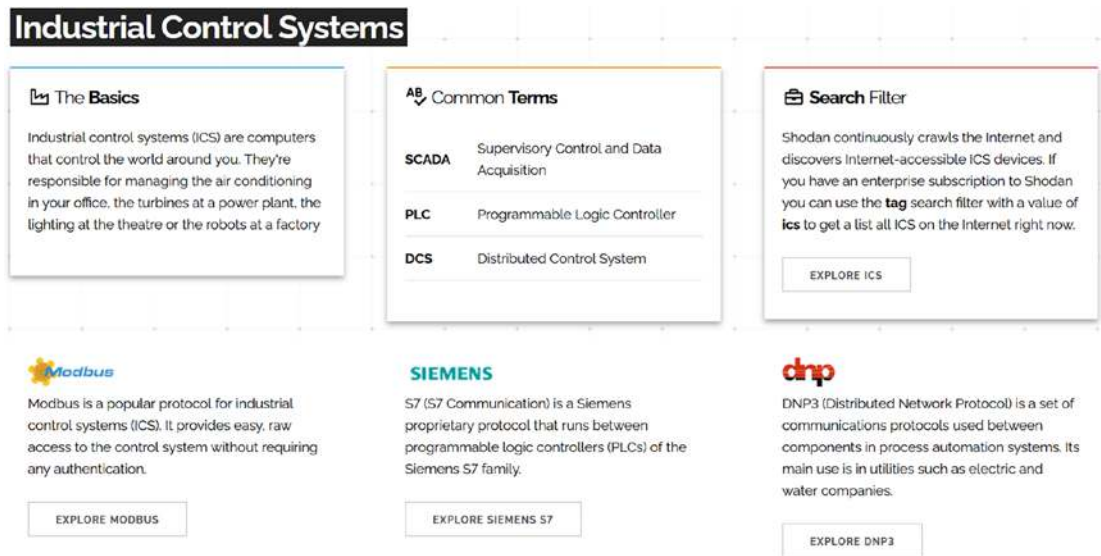 Industrial Control Systems
The Basics
Industrial control systems (ICS) are computers
that control the world around you. They're
responsible for managing the air conditioning
in your office, the turbines at a power plant, the
lighting at the theatre or the robots at a factory
AB Common Terms
SCADA Supervisory Control and Data
Acquisition
PLC Programmable Logic Controller
DCS Distributed Control System
Search Filter
Shodan continuously crawls the Internet and
discovers Internet-accessible ICS devices. If
you have an enterprise subscription to Shodan
you can use the tag search filter with a value of
ics to get a list all ICS on the Internet right now.
EXPLORE ICS
Modbus
Modbus is a popular protocol for industrial
control systems (ICS). It provides easy, raw
access to the control system without requiring
any authentication.
EXPLORE MODBUS
SIEMENS
S7 (S7 Communication) is a Siemens
proprietary protocol that runs between
programmable logic controllers (PLCs) of the
Siemens S7 family.
EXPLORE SIEMENS S7
dnp
DNP3 (Distributed Network Protocol) is a set of
communications protocols used between
components in process automation systems. Its
main use is in utilities such as electric and
water companies.
EXPLORE DNP3